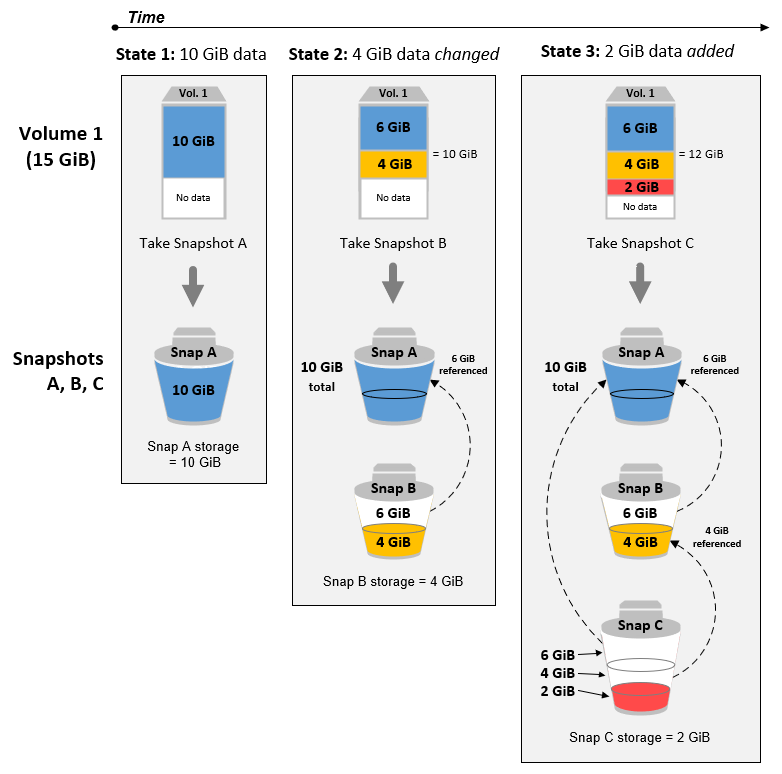 Time
State 1: 10 GiB data
State 2: 4 GiB data changed
State 3: 2 GiB data added
Volume 1
(15 GiB)
Vol. 1
10 GiB
No data
Take Snapshot A
Vol. 1
6 GiB
4 GiB
= 10 GiB
No data
Take Snapshot B
Vol. 1
6 GiB
4 GiB
= 12 GiB
2 GiB
No data
Take Snapshot C
Snapshots
A, B, C
Snap A
10 GiB
Snap A storage
= 10 GiB
10 GiB
total
Snap A
6 GiB
referenced
Snap B
6 GiB
4 GiB
Snap B storage = 4 GiB
10 GiB
total
Snap A
6 GiB
referenced
Snap B
6 GiB
4 GiB
4 GiB
referenced
Snap C
6 GiB
4 GiB
2 GiB
Snap C storage = 2 GiB